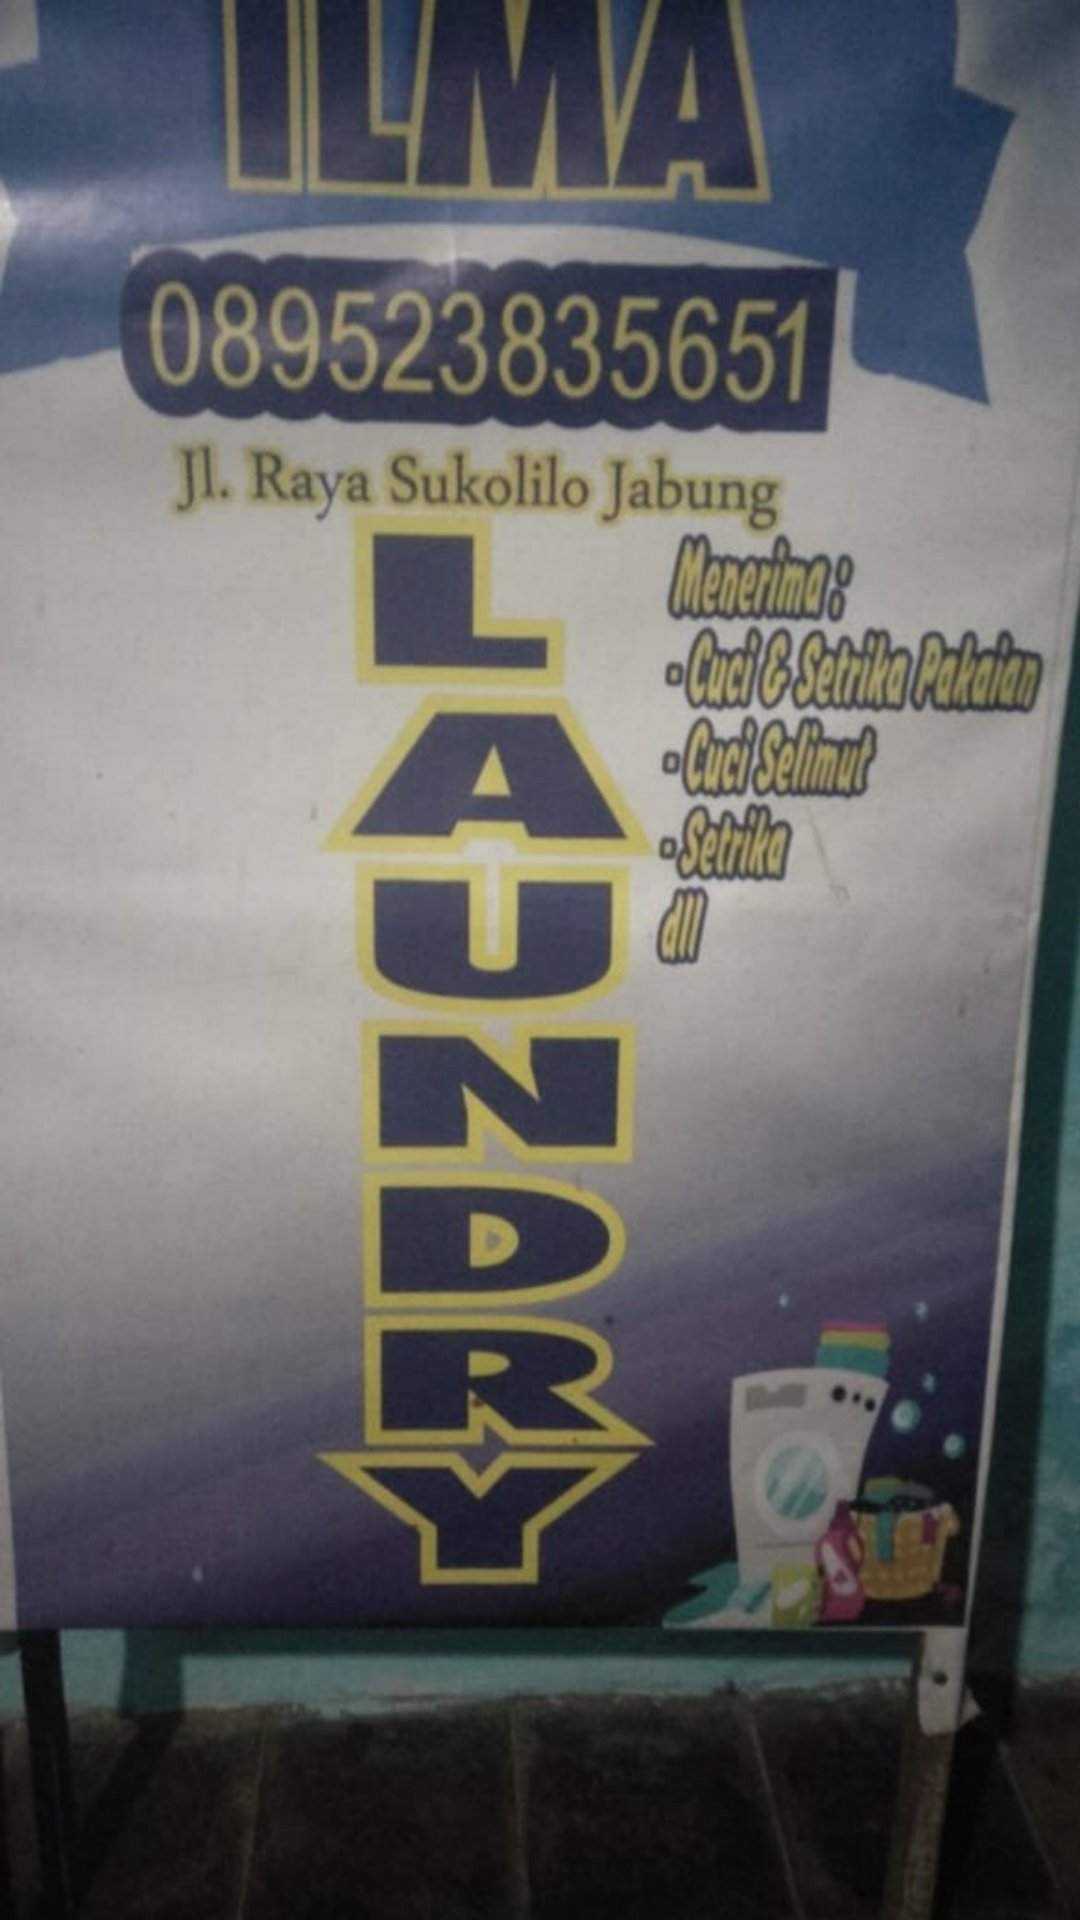 ILMA
089523835651
Jl. Raya Sukolilo Jabung
LAUNDRY
Menerima :
- Cuci & Setrika Pakaian
- Cuci Selimut
- Setrika
dll